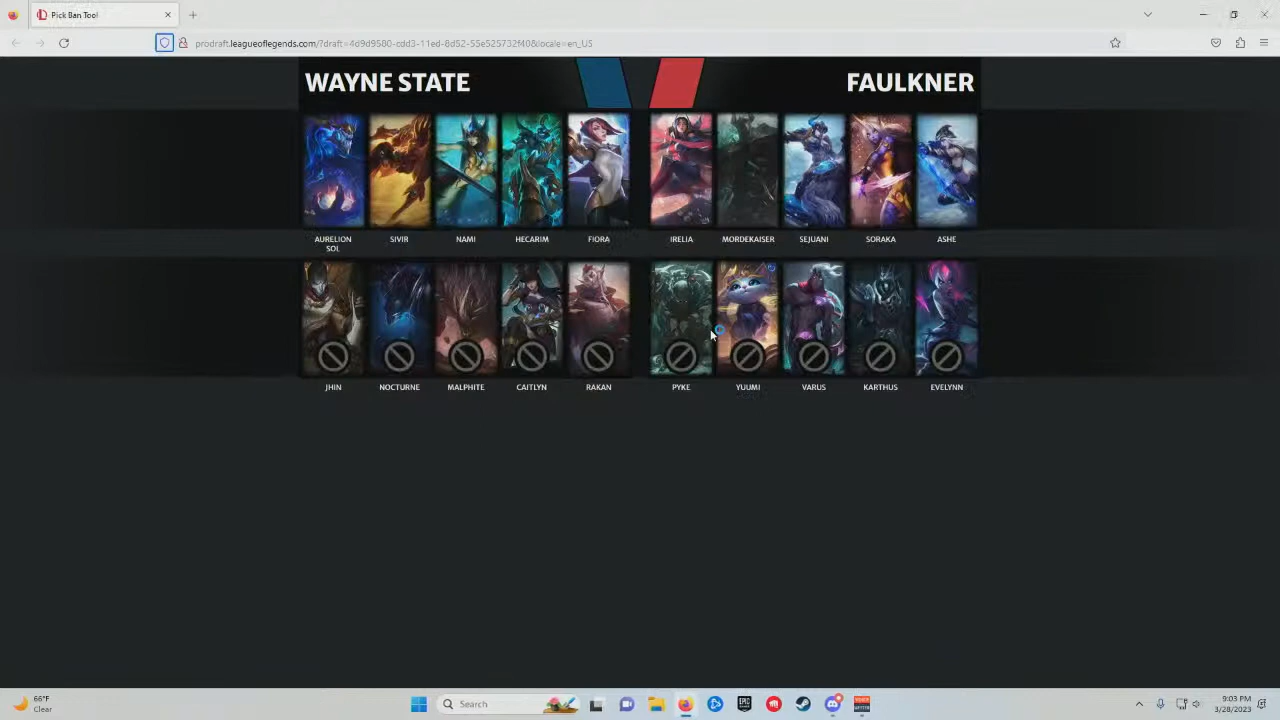 Pick Ban Tool
prodraft.leagueoflegends.com/?draft=4d9d9580-cdd3-11ed-8d52-55e525732f40&locale=en_US
WAYNE STATE
FAULKNER
AURELION SOL
SIVIR
NAMI
HECARIM
FIORA
IRELIA
MORDEKAISER
SEJUANI
SORAKA
ASHE
JHIN
NOCTURNE
MALPHITE
CAITLYN
RAKAN
PYKE
YUUMI
VARUS
KARTHUS
EVELYNN
66°F
Clear
Search
EPIC
9:03 PM
3/28/2023